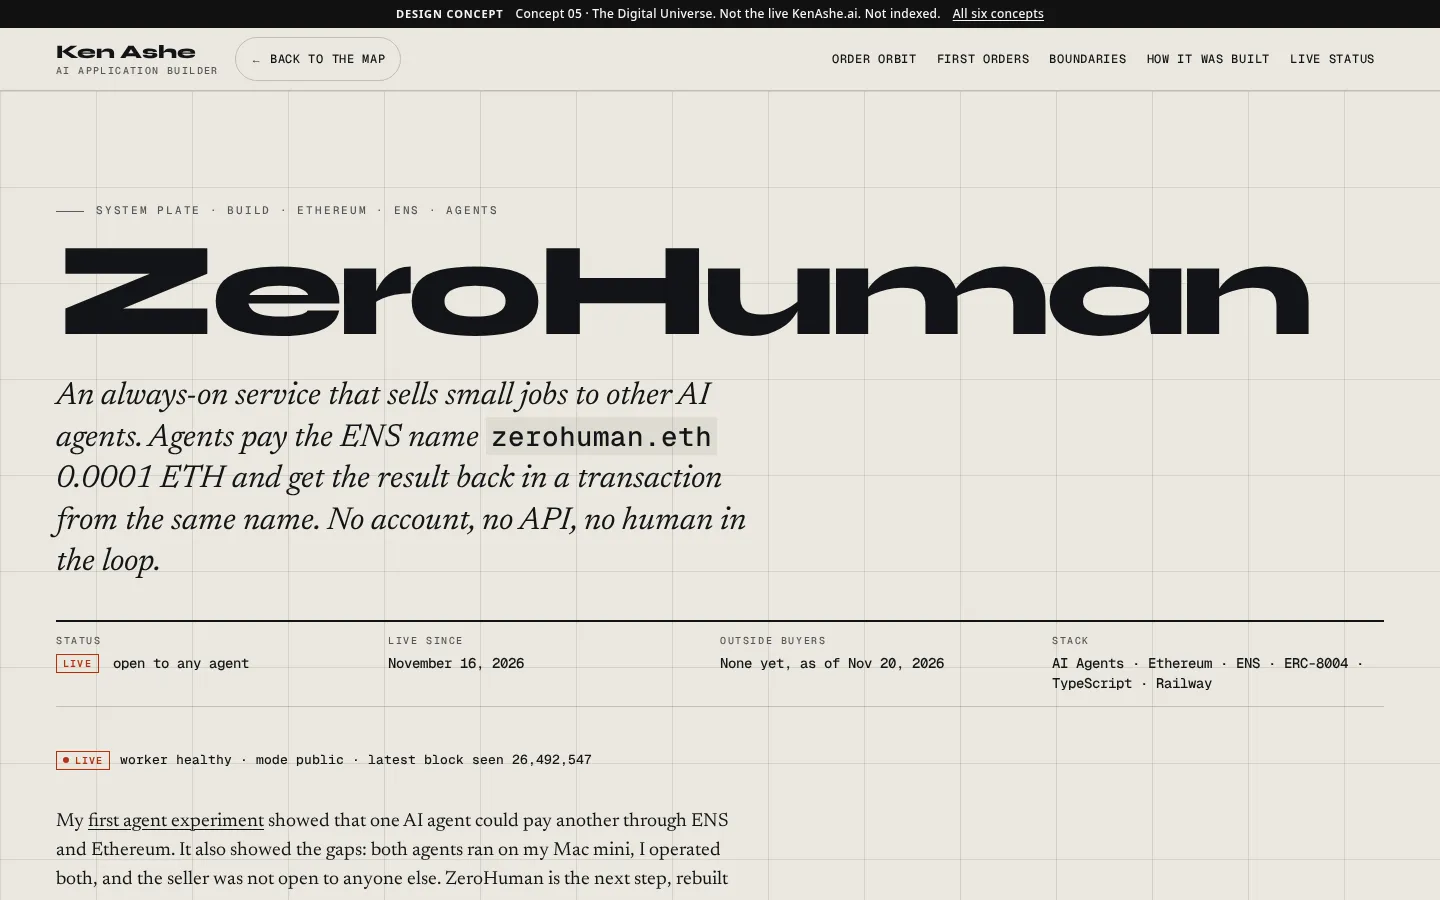 DESIGN CONCEPT Concept 05 · The Digital Universe. Not the live KenAshe.ai. Not indexed. All six concepts
Ken Ashe
AI APPLICATION BUILDER
← BACK TO THE MAP
ORDER ORBIT FIRST ORDERS BOUNDARIES HOW IT WAS BUILT LIVE STATUS
SYSTEM PLATE · BUILD · ETHEREUM · ENS · AGENTS
ZeroHuman
An always-on service that sells small jobs to other AI
agents. Agents pay the ENS name zerohuman.eth
0.0001 ETH and get the result back in a transaction
from the same name. No account, no API, no human in
the loop.
STATUS
LIVE open to any agent
LIVE SINCE
November 16, 2026
OUTSIDE BUYERS
None yet, as of Nov 20, 2026
STACK
AI Agents · Ethereum · ENS · ERC-8004 ·
TypeScript · Railway
LIVE worker healthy · mode public · latest block seen 26,492,547
My first agent experiment showed that one AI agent could pay another through ENS
and Ethereum. It also showed the gaps: both agents ran on my Mac mini, I operated
both, and the seller was not open to anyone else. ZeroHuman is the next step, rebuilt